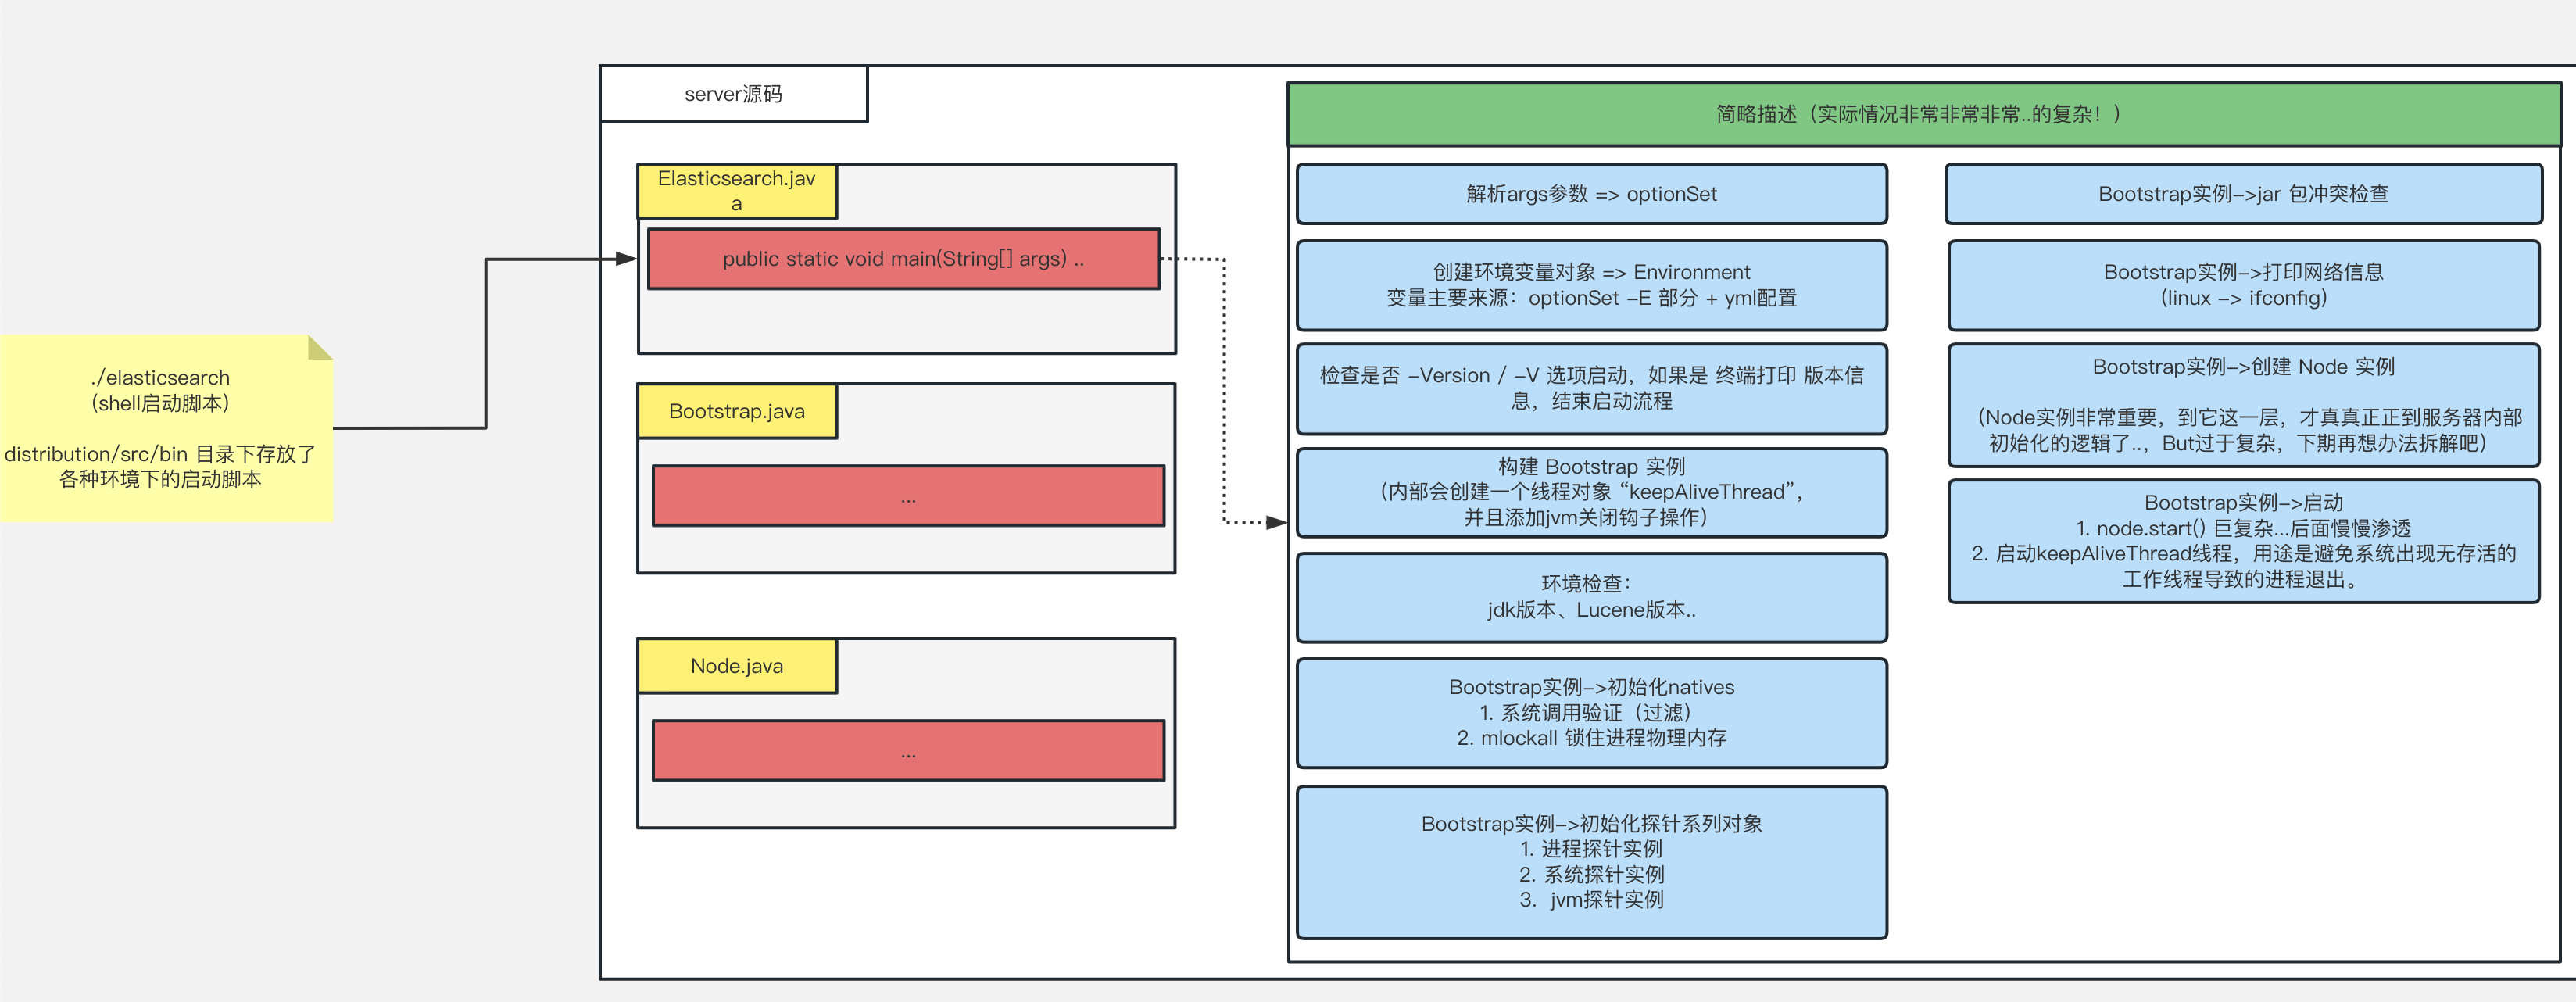 server源码
简略描述（实际情况非常非常非常..的复杂！）
./elasticsearch
（shell启动脚本）
distribution/src/bin 目录下存放了
各种环境下的启动脚本
Elasticsearch.jav
a
public static void main(String[] args) ..
Bootstrap.java
...
Node.java
...
解析args参数 => optionSet
创建环境变量对象 => Environment
变量主要来源：optionSet -E 部分 + yml配置
检查是否 -Version / -V 选项启动，如果是 终端打印 版本信
息，结束启动流程
构建 Bootstrap 实例
（内部会创建一个线程对象 “keepAliveThread”，
并且添加jvm关闭钩子操作）
环境检查：
jdk版本、Lucene版本..
Bootstrap实例->初始化natives
1. 系统调用验证（过滤）
2. mlockall 锁住进程物理内存
Bootstrap实例->初始化探针系列对象
1. 进程探针实例
2. 系统探针实例
3. jvm探针实例
Bootstrap实例->jar 包冲突检查
Bootstrap实例->打印网络信息
（linux -> ifconfig）
Bootstrap实例->创建 Node 实例
（Node实例非常重要，到它这一层，才真真正正到服务器内部
初始化的逻辑了..，But过于复杂，下期再想办法拆解吧）
Bootstrap实例->启动
1. node.start() 巨复杂...后面慢慢渗透
2. 启动keepAliveThread线程，用途是避免系统出现无存活的
工作线程导致的进程退出。